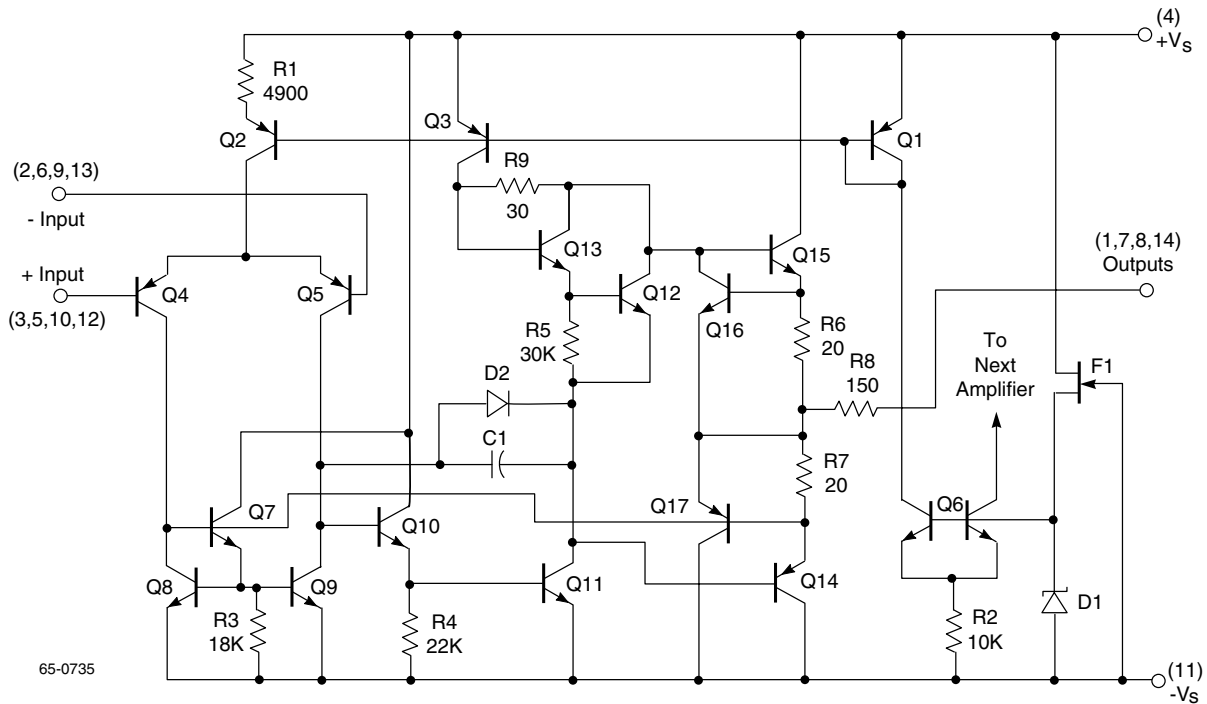 (4)
+VS
R1
4900
Q2
Q3
Q1
R9
30
(2,6,9,13)
- Input
Q13
Q15
(1,7,8,14)
Outputs
+ Input
Q4
Q5
Q12
(3,5,10,12)
Q16
R5
30K
R6
20
To
Next
Amplifier
R8
150
F1
D2
C1
R7
20
Q7
Q10
Q17
Q6
Q8
Q9
Q11
Q14
D1
R3
18K
R4
22K
R2
10K
65-0735
(11)
-VS